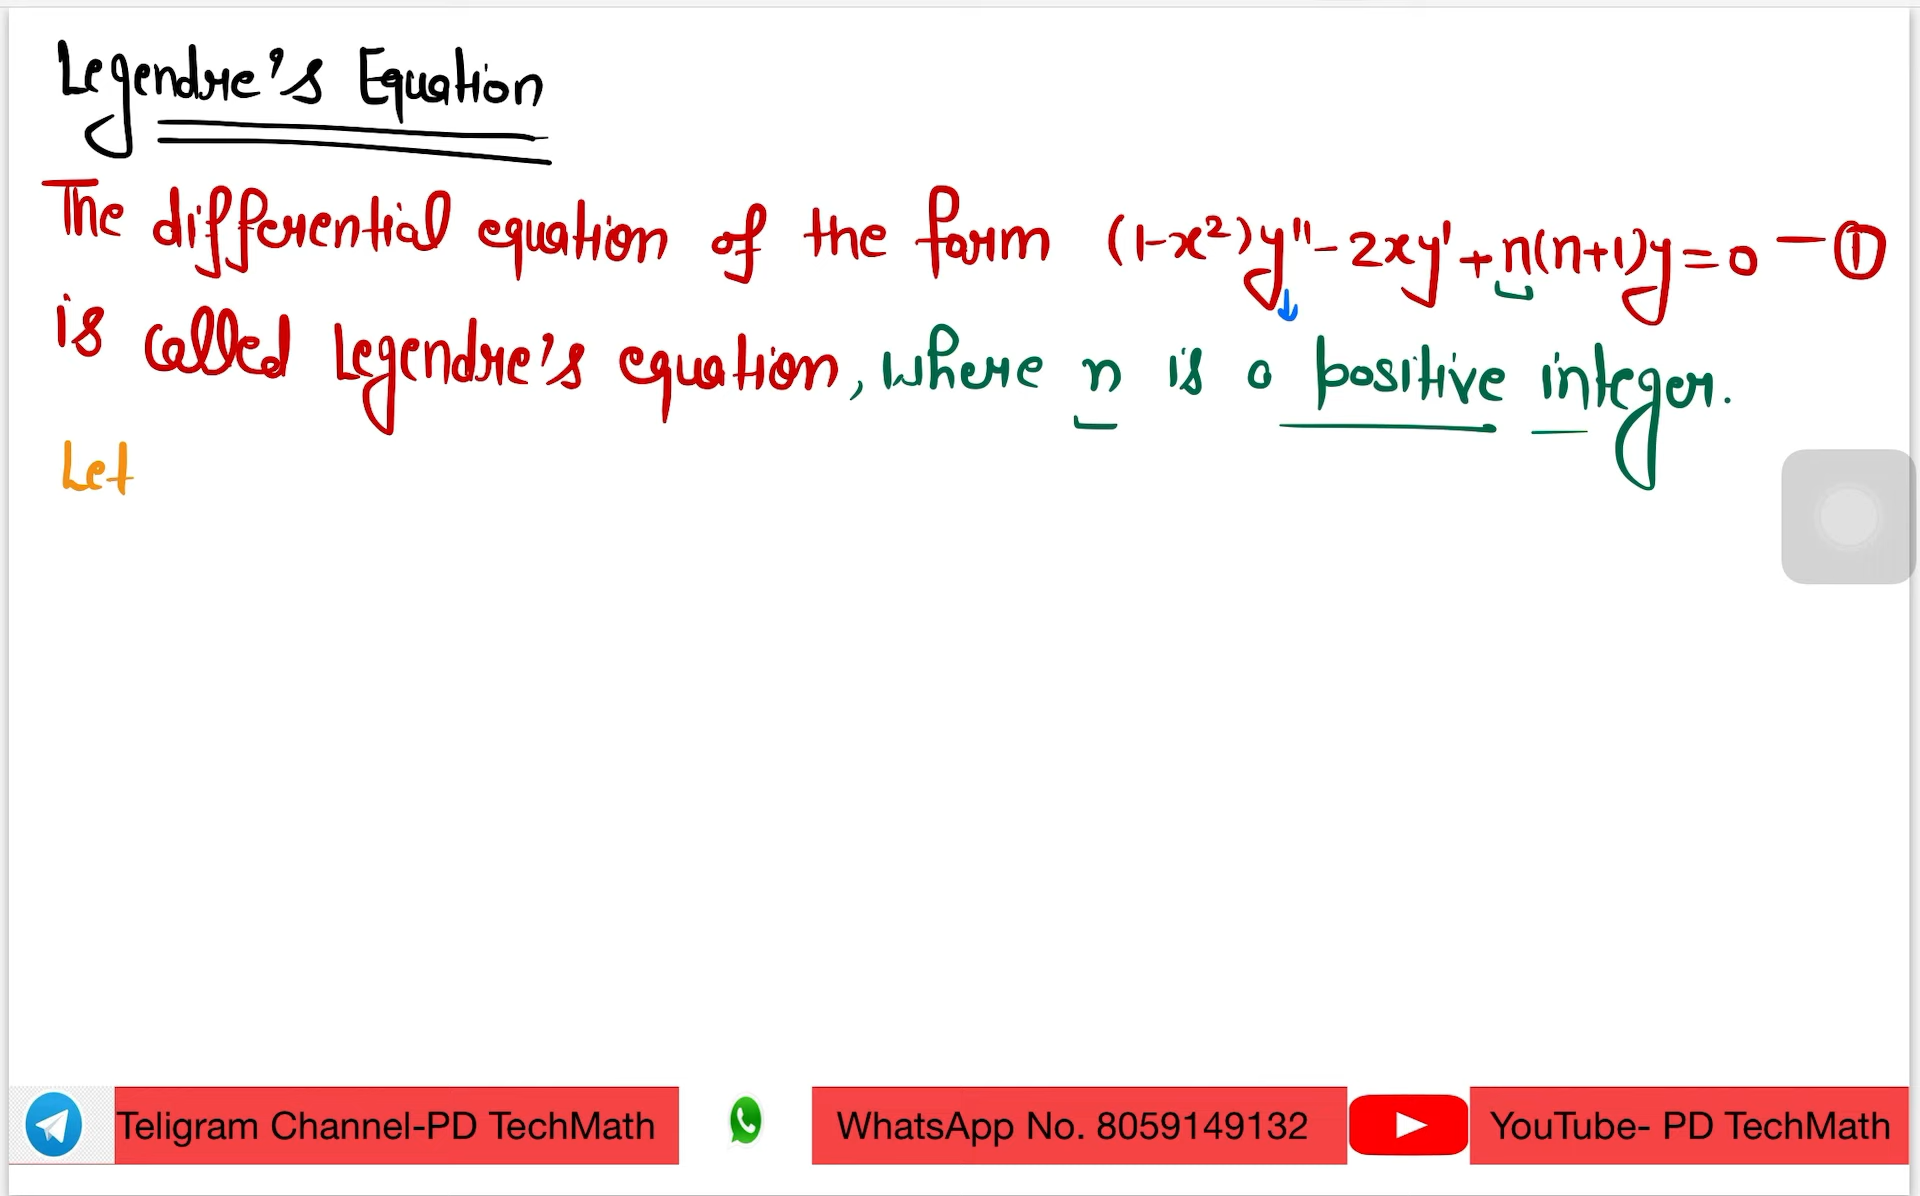 Legendre's Equation
The differential equation of the form (1-x²)y''-2xy'+n(n+1)y=0 — ①
is called Legendre's equation, where n is a positive integer.
Let
Teligram Channel-PD TechMath WhatsApp No. 8059149132 YouTube- PD TechMath